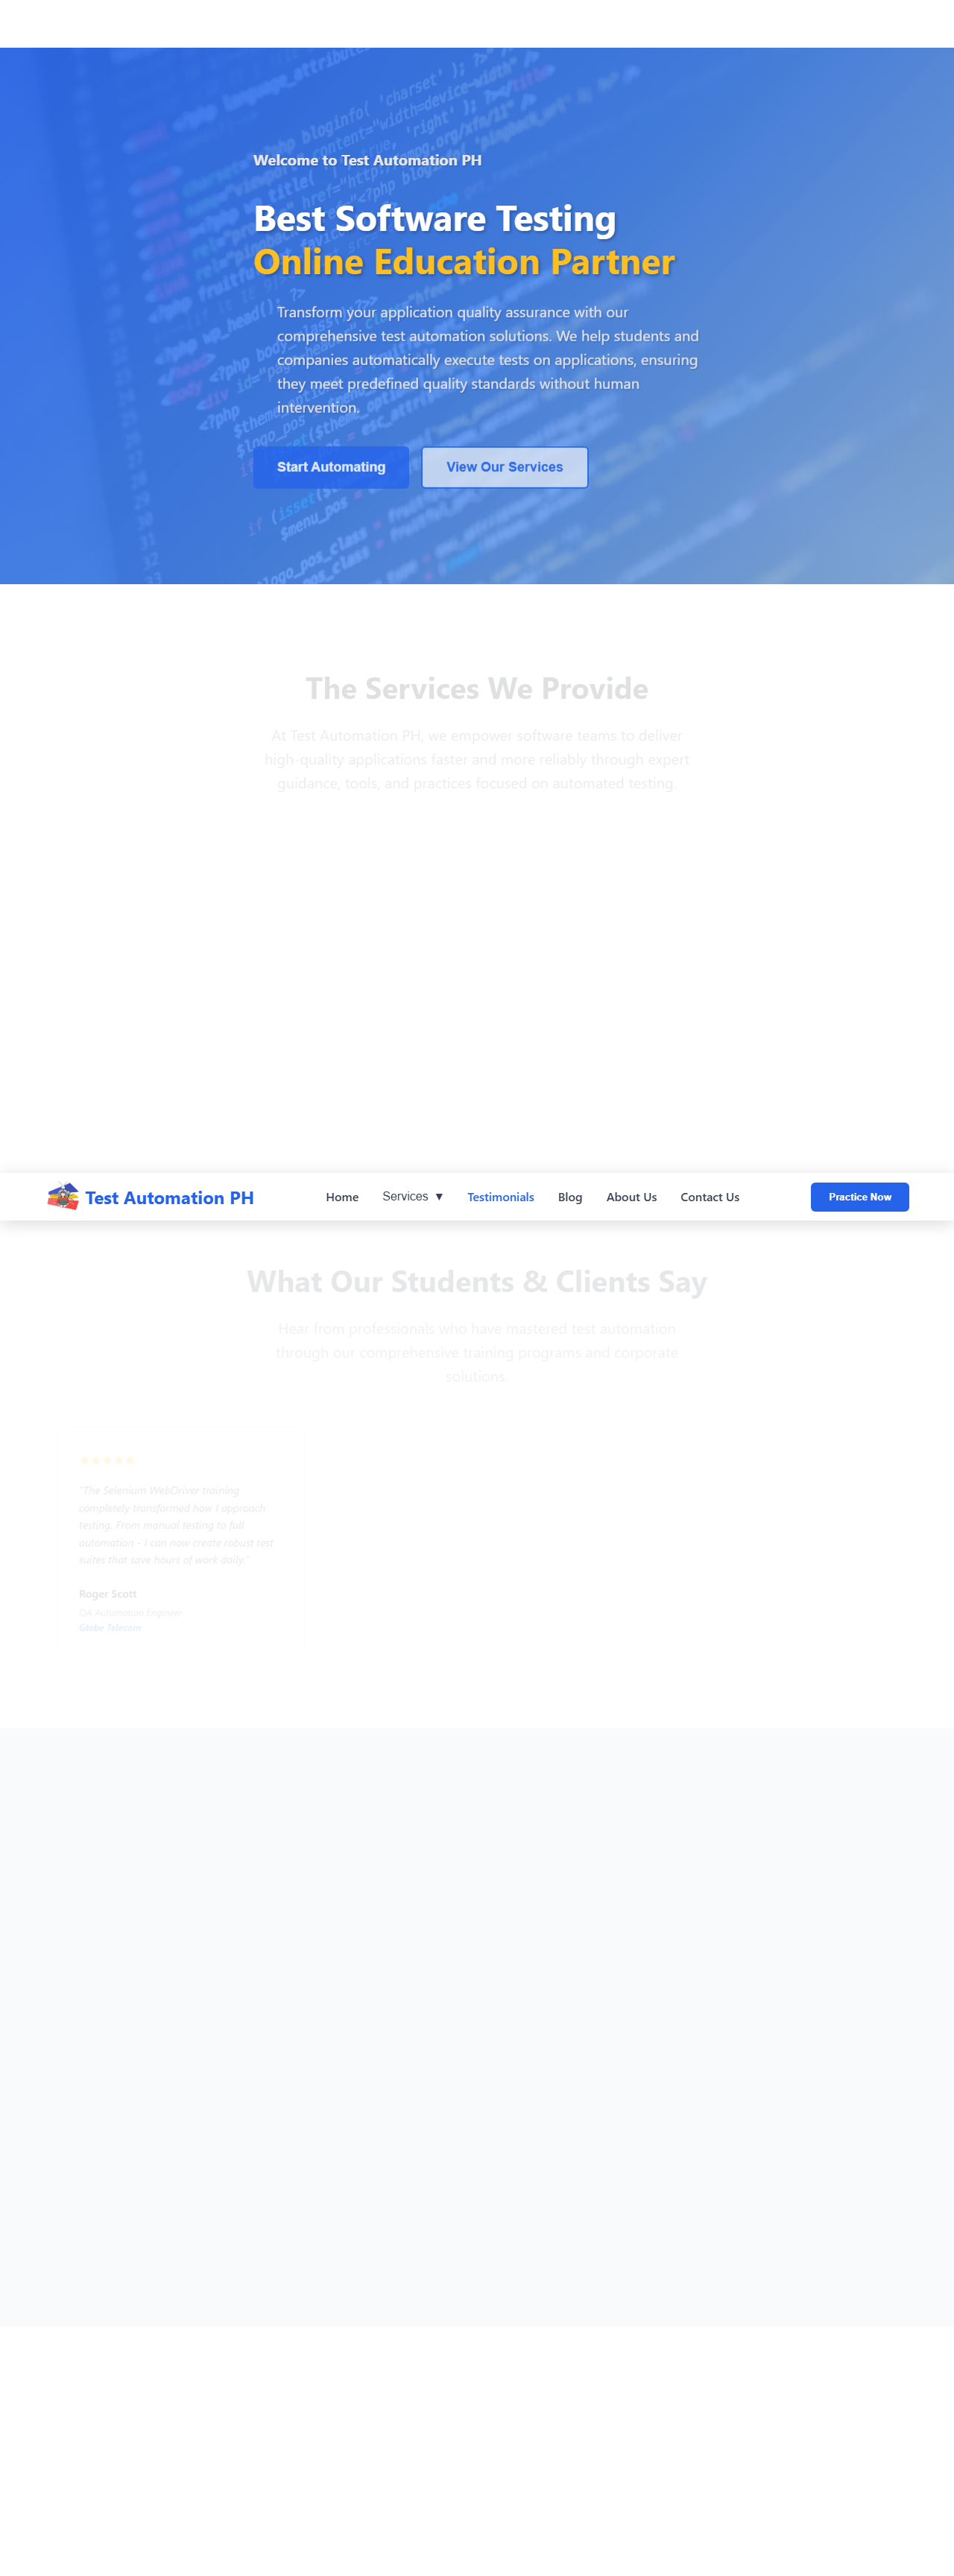 Welcome to Test Automation PH
Best Software Testing
Online Education Partner
Transform your application quality assurance with our
comprehensive test automation solutions. We help students and
companies automatically execute tests on applications, ensuring
they meet predefined quality standards without human
intervention.
Start Automating
View Our Services
The Services We Provide
At Test Automation PH, we empower software teams to deliver
high-quality applications faster and more reliably through expert
guidance, tools, and practices focused on automated testing.
Test Automation PH
Home
Services ▼
Testimonials
Blog
About Us
Contact Us
Practice Now
What Our Students & Clients Say
Hear from professionals who have mastered test automation
through our comprehensive training programs and corporate
solutions.
★★★★★
"The Selenium WebDriver training
completely transformed how I approach
testing. From manual testing to full
automation - I can now create robust test
suites that save hours of work daily."
Roger Scott
QA Automation Engineer
Globe Telecom